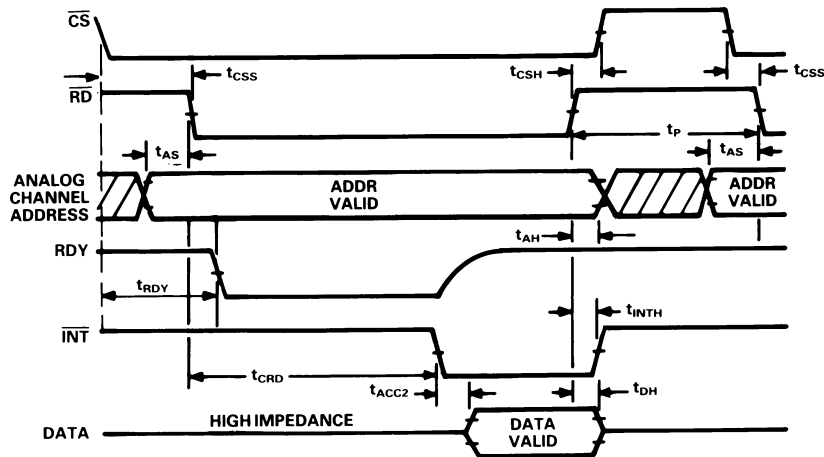 CS
tCSS
tCSH
tCSS
RD
tP
tAS
tAS
ANALOG
CHANNEL
ADDRESS
ADDR
VALID
ADDR
VALID
tAH
RDY
tRDY
tINTH
INT
tCRD
tACC2
tDH
HIGH IMPEDANCE
DATA
VALID
DATA